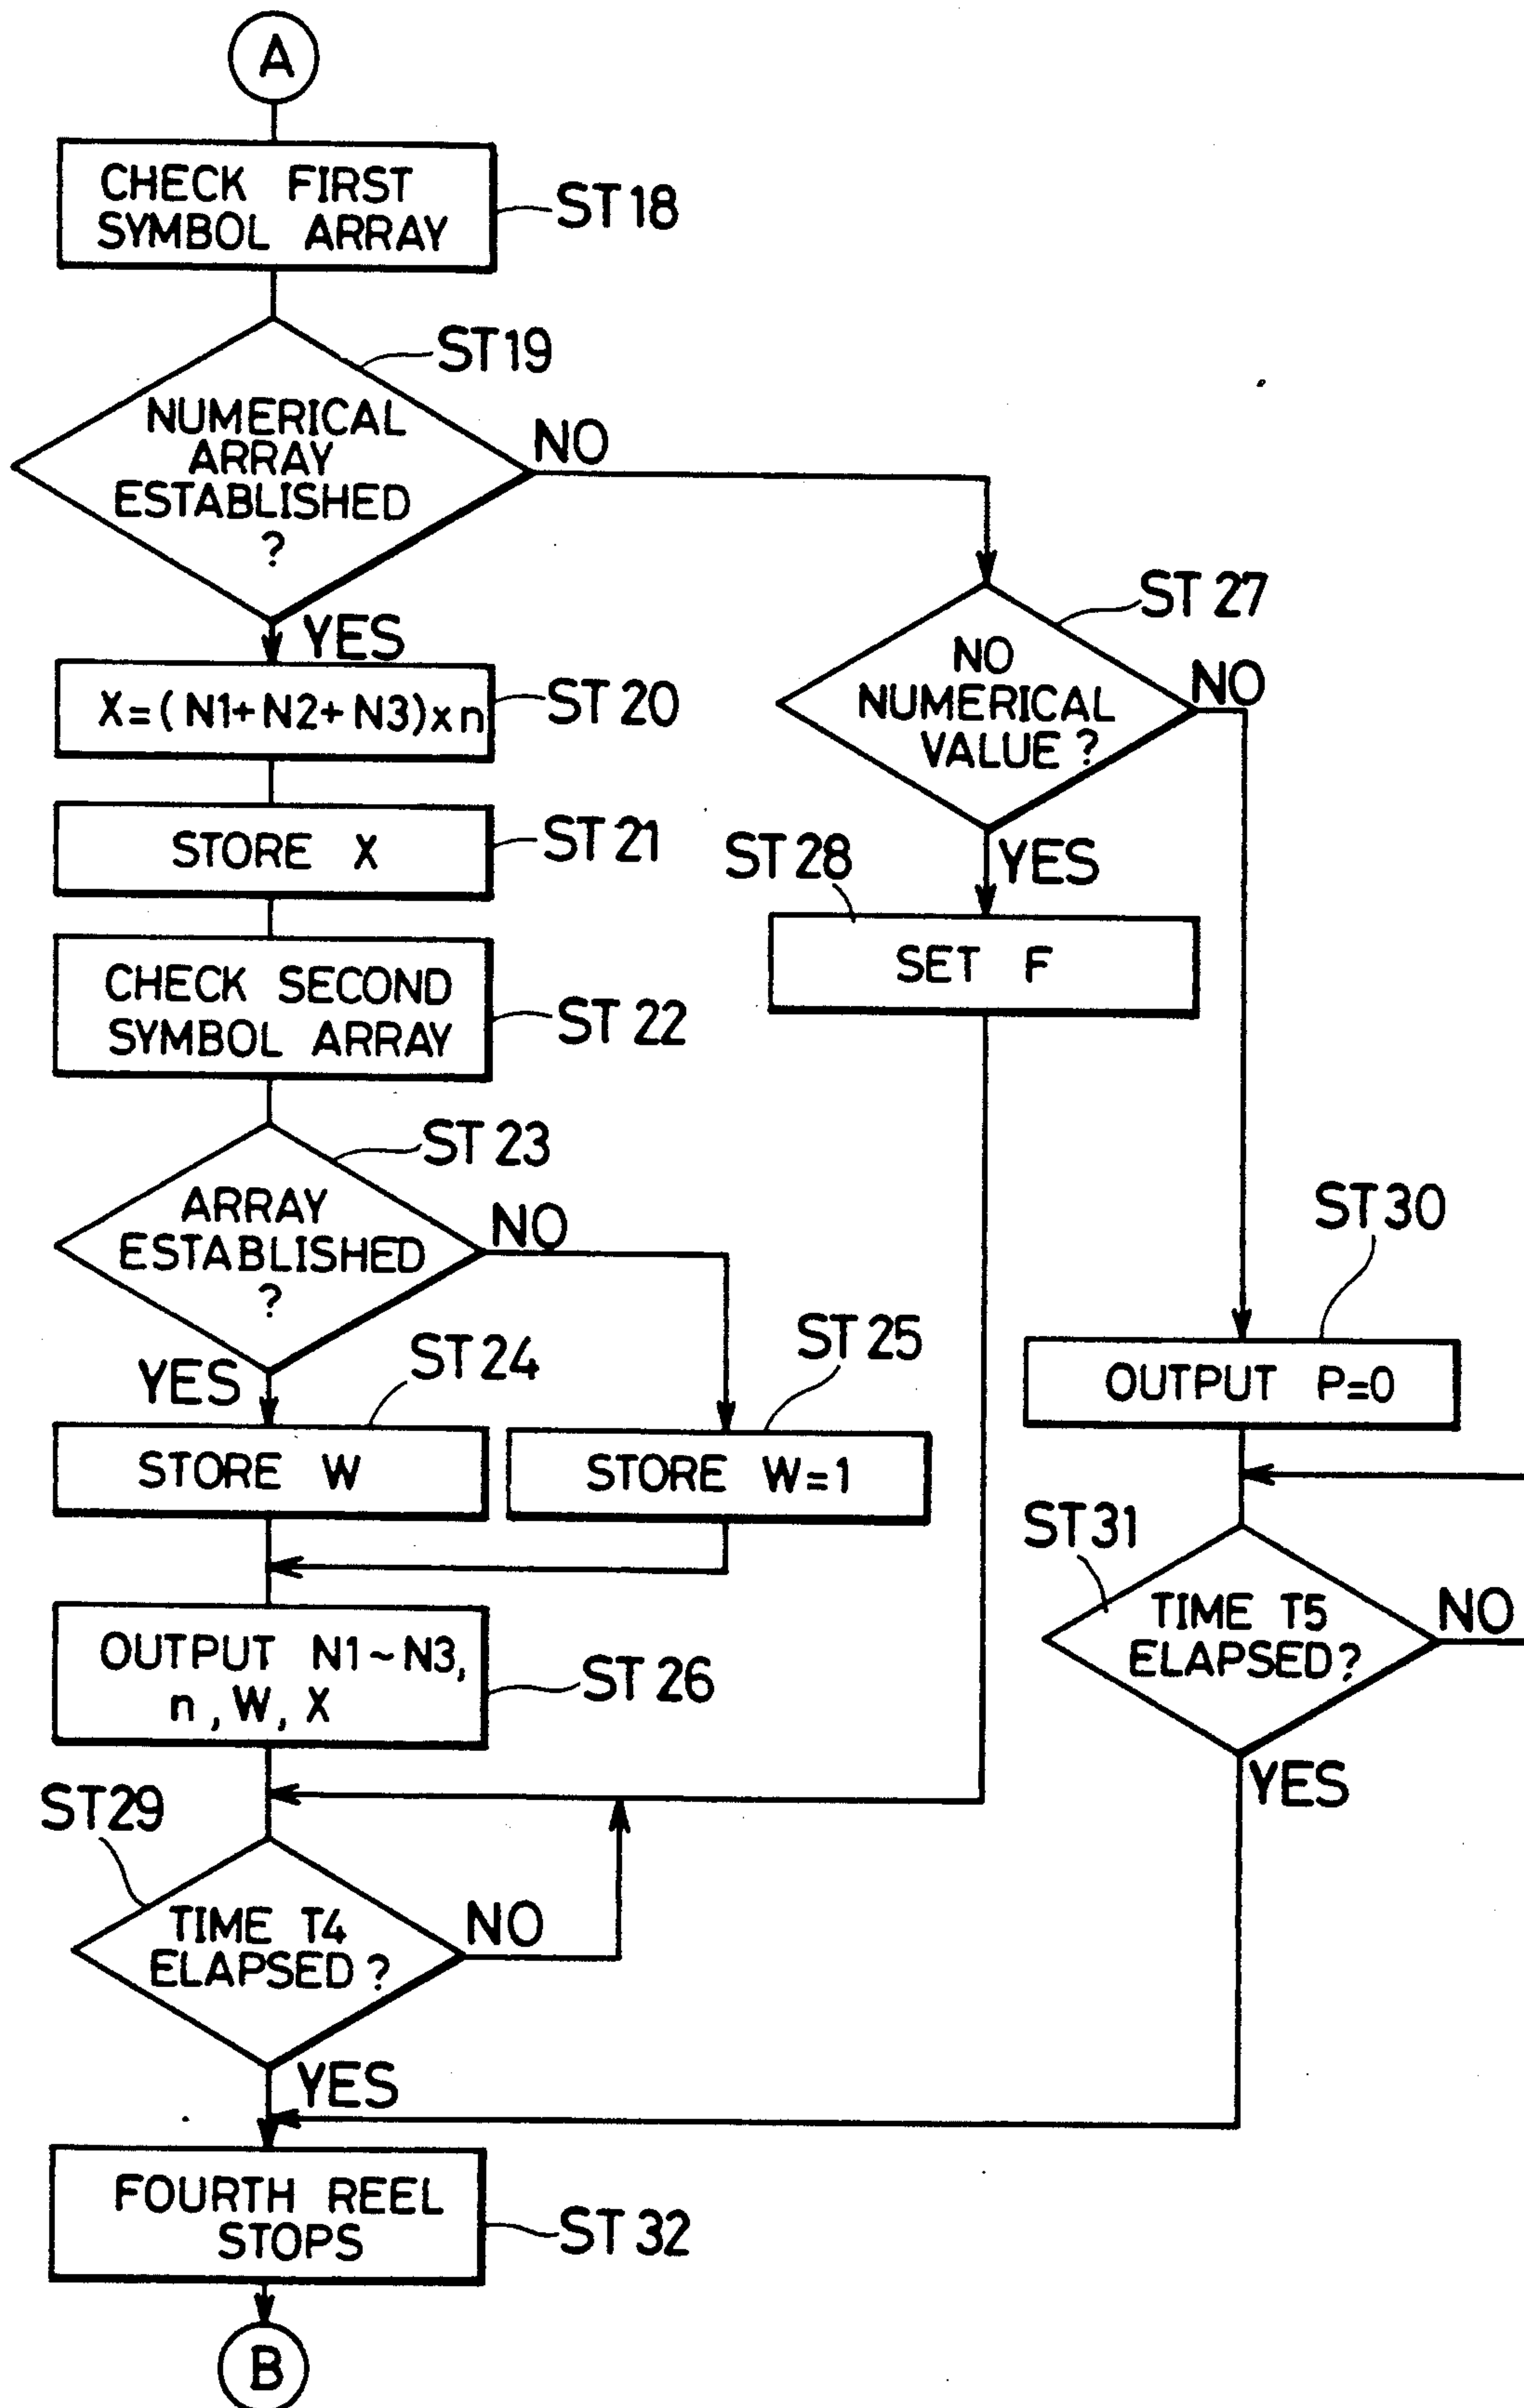 A
CHECK FIRST
SYMBOL ARRAY
ST18
ST19
NUMERICAL
ARRAY
ESTABLISHED
?
NO
YES
X=(N1+N2+N3)xn
ST20
ST27
NO
NUMERICAL
VALUE?
NO
YES
STORE X
ST21
ST28
SET F
CHECK SECOND
SYMBOL ARRAY
ST22
ST23
ARRAY
ESTABLISHED
?
NO
YES
ST24
STORE W
ST25
STORE W=1
ST30
OUTPUT P=0
ST31
TIME T5
ELAPSED?
NO
YES
OUTPUT N1~N3,
n, W, X
ST26
ST29
TIME T4
ELAPSED?
NO
YES
FOURTH REEL
STOPS
ST32
B